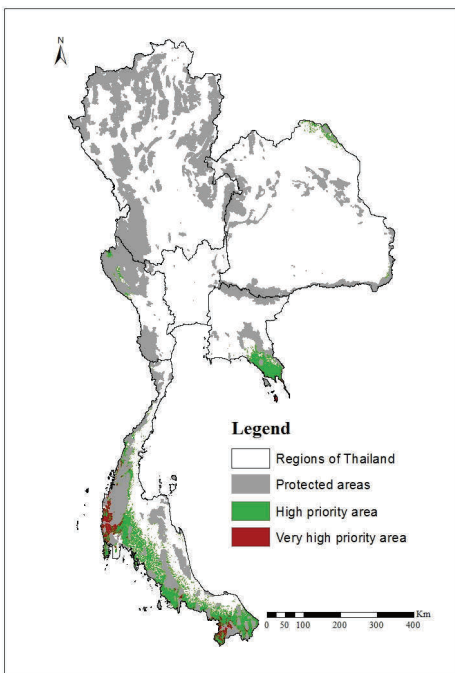 N
Legend
Regions of Thailand
Protected areas
High priority area
Very high priority area
Km
0 50 100 200 300 400